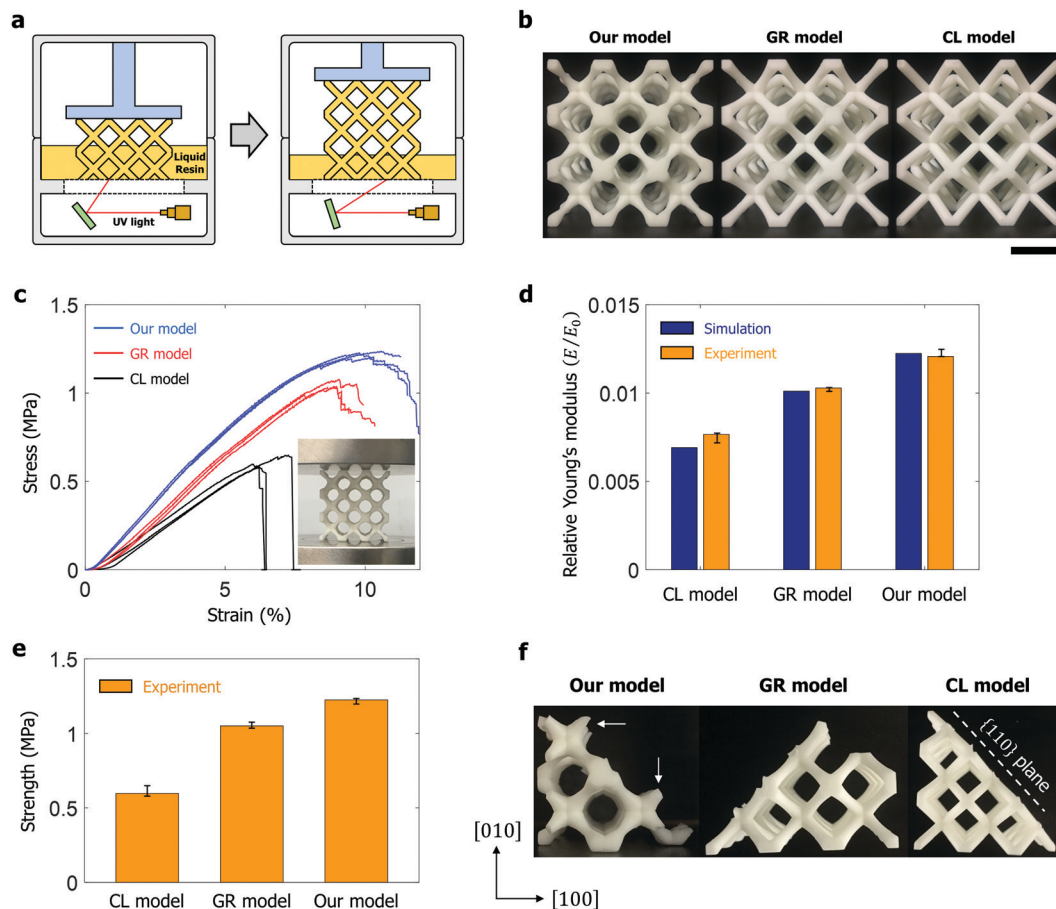 a
Liquid
Resin
UV light
b
Our model
GR model
CL model
c
Stress (MPa)
1.5
1
0.5
0
Our model
GR model
CL model
0
5
10
Strain (%)
d
Relative Young's modulus (E/E₀)
0.015
0.01
0.005
0
Simulation
Experiment
CL model
GR model
Our model
e
Strength (MPa)
1.5
1
0.5
0
Experiment
CL model
GR model
Our model
f
Our model
GR model
CL model
{110} plane
[010]
[100]